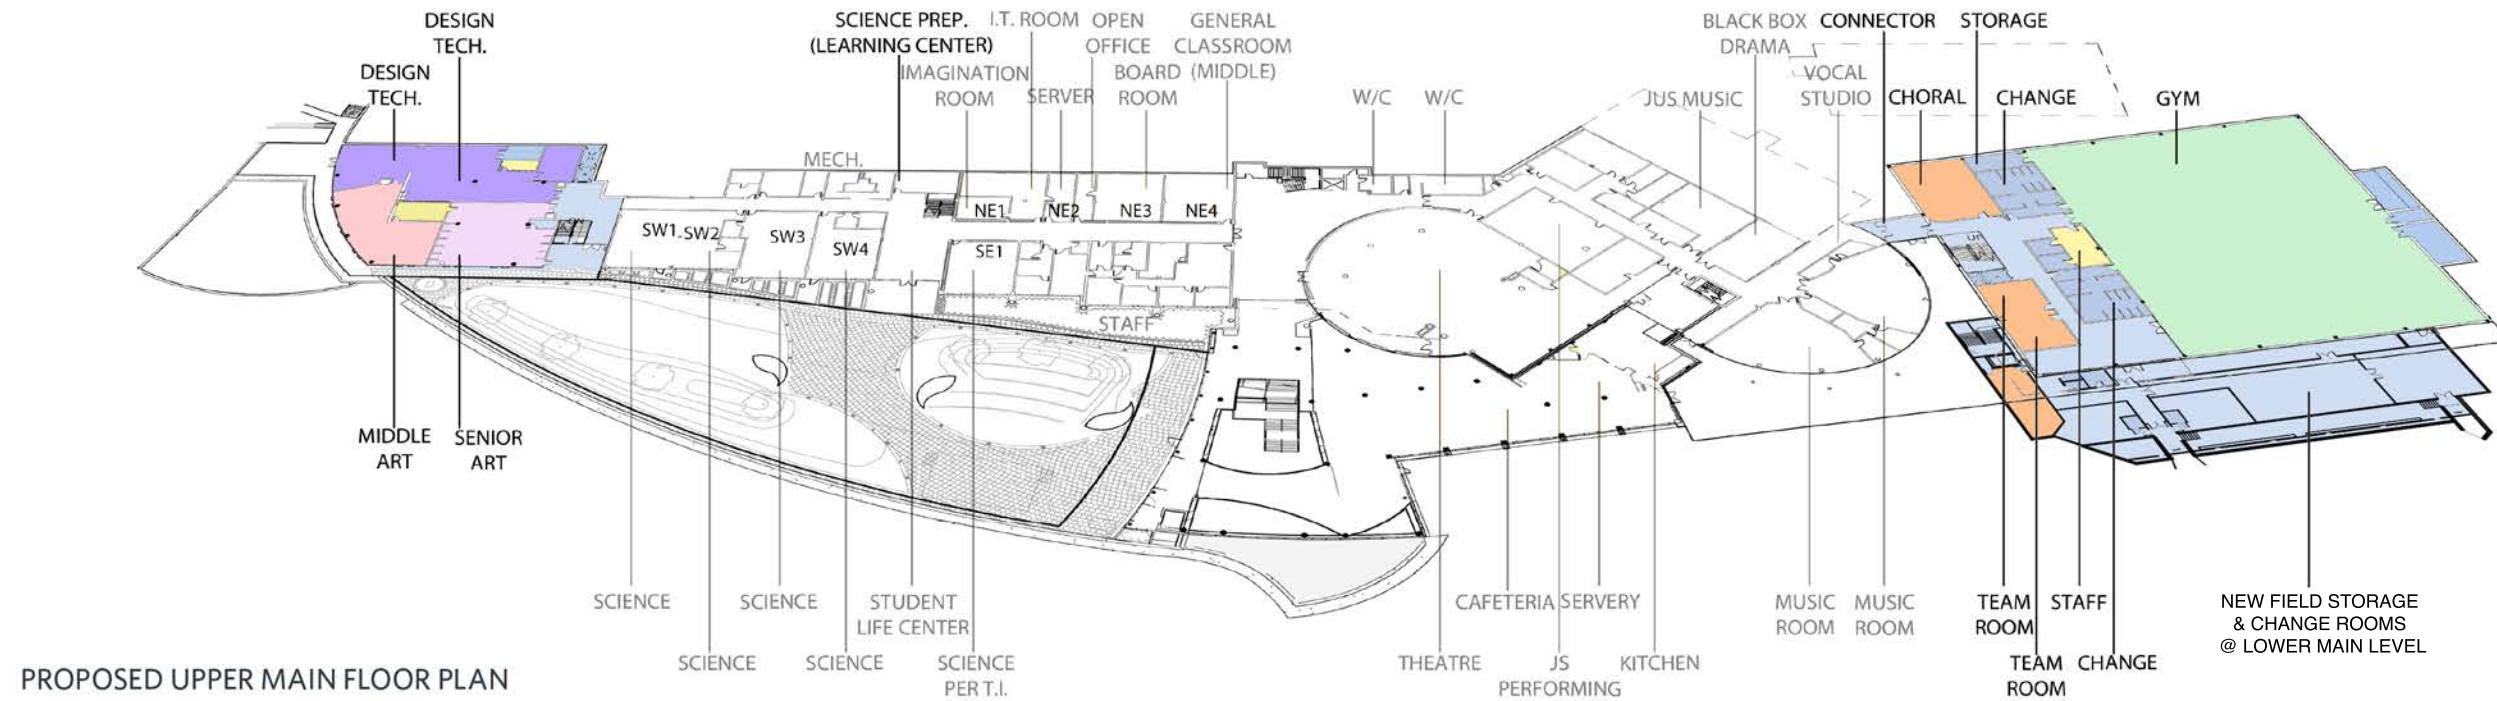 DESIGN
TECH.
DESIGN
TECH.
SCIENCE PREP.
(LEARNING CENTER)
IMAGINATION
ROOM
I.T. ROOM
SERVER
OPEN
OFFICE
BOARD
ROOM
GENERAL
CLASSROOM
(MIDDLE)
W/C
W/C
JUS MUSIC
BLACK BOX
DRAMA
VOCAL
STUDIO
CONNECTOR
CHORAL
STORAGE
CHANGE
GYM
MECH.
NE1
NE2
NE3
NE4
SW1
SW2
SW3
SW4
SE1
STAFF
UP
MIDDLE
ART
SENIOR
ART
SCIENCE
SCIENCE
SCIENCE
SCIENCE
STUDENT
LIFE CENTER
SCIENCE
PER T.I.
THEATRE
CAFETERIA
JS
PERFORMING
SERVERY
KITCHEN
MUSIC
ROOM
MUSIC
ROOM
TEAM
ROOM
TEAM
ROOM
STAFF
CHANGE
NEW FIELD STORAGE
& CHANGE ROOMS
@ LOWER MAIN LEVEL
PROPOSED UPPER MAIN FLOOR PLAN